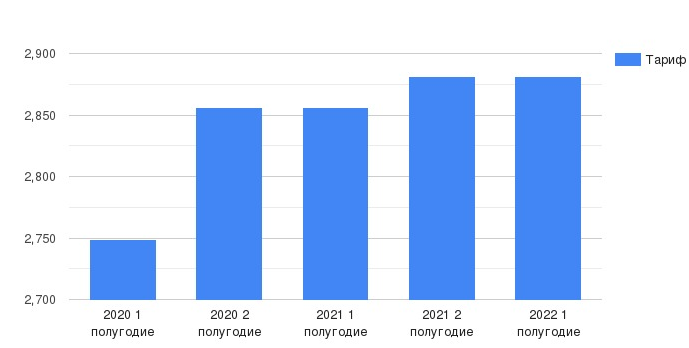 2,900
2,850
2,800
2,750
2,700
Тариф
2020 1
полугодие
2020 2
полугодие
2021 1
полугодие
2021 2
полугодие
2022 1
полугодие